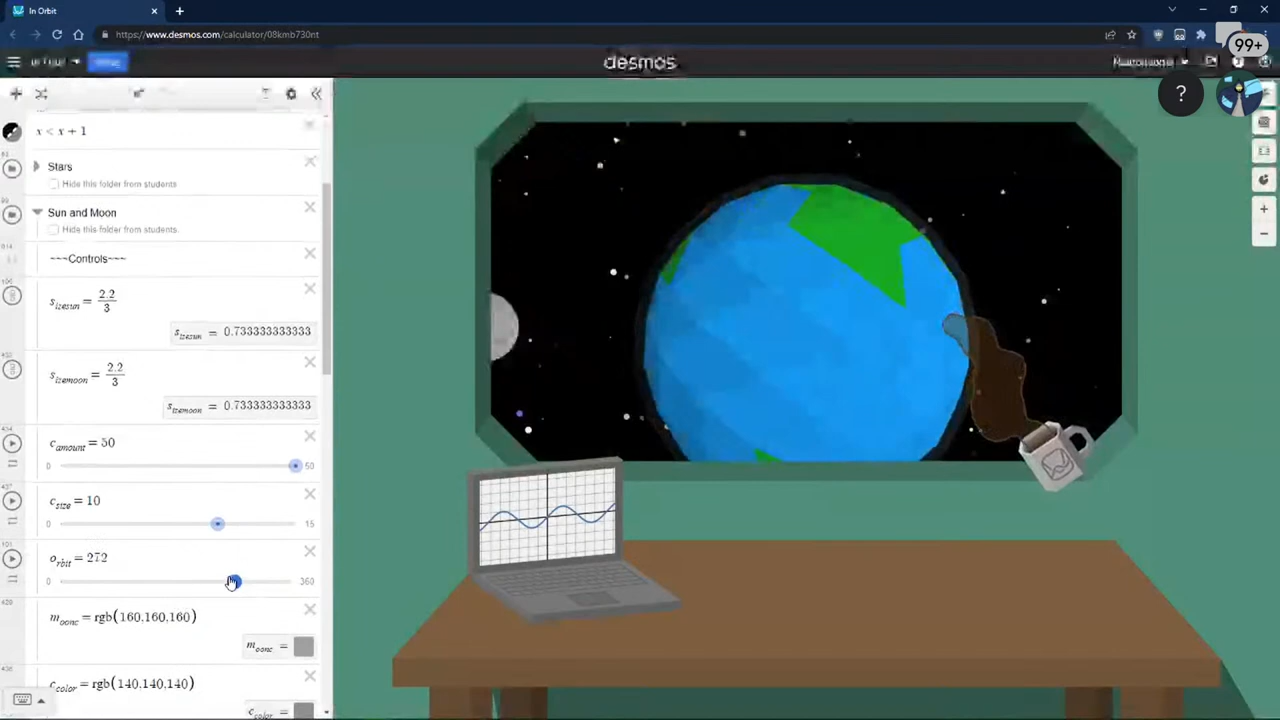 In Orbit
https://www.desmos.com/calculator/08kmb730nt
99+
desmos
?
x < x + 1
Stars
Hide this folder from students
Sun and Moon
Hide this folder from students.
~~~Controls~~~
s_izesun = 2.2/3
s_izesun = 0.733333333333
s_izemoon = 2.2/3
s_izemoon = 0.733333333333
c_amount = 50
0 50
c_size = 10
0 15
o_rbit = 272
0 360
m_oonc = rgb(160,160,160)
m_oonc =
c_color = rgb(140,140,140)
c_color =